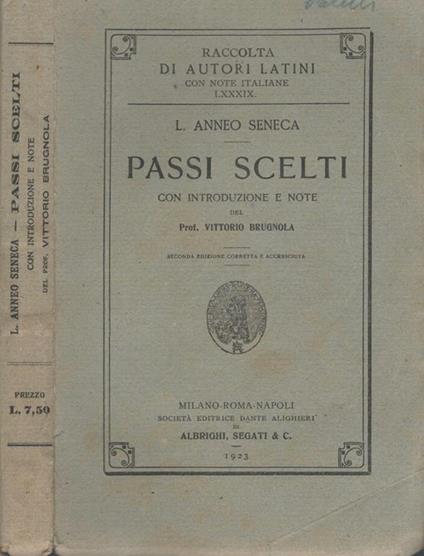 L. ANNEO SENECA — PASSI SCELTI
CON INTRODUZIONE E NOTE
DEL PROF. VITTORIO BRUGNOLA
PREZZO
L. 7,50
RACCOLTA
DI AUTORI LATINI
CON NOTE ITALIANE
LXXXIX.
L. ANNEO SENECA
PASSI SCELTI
CON INTRODUZIONE E NOTE
DEL
Prof. VITTORIO BRUGNOLA
SECONDA EDIZIONE CORRETTA E ACCRESCIUTA
MILANO-ROMA-NAPOLI
SOCIETÀ EDITRICE DANTE ALIGHIERI
DI
ALBRIGHI, SEGATI & C.
1923